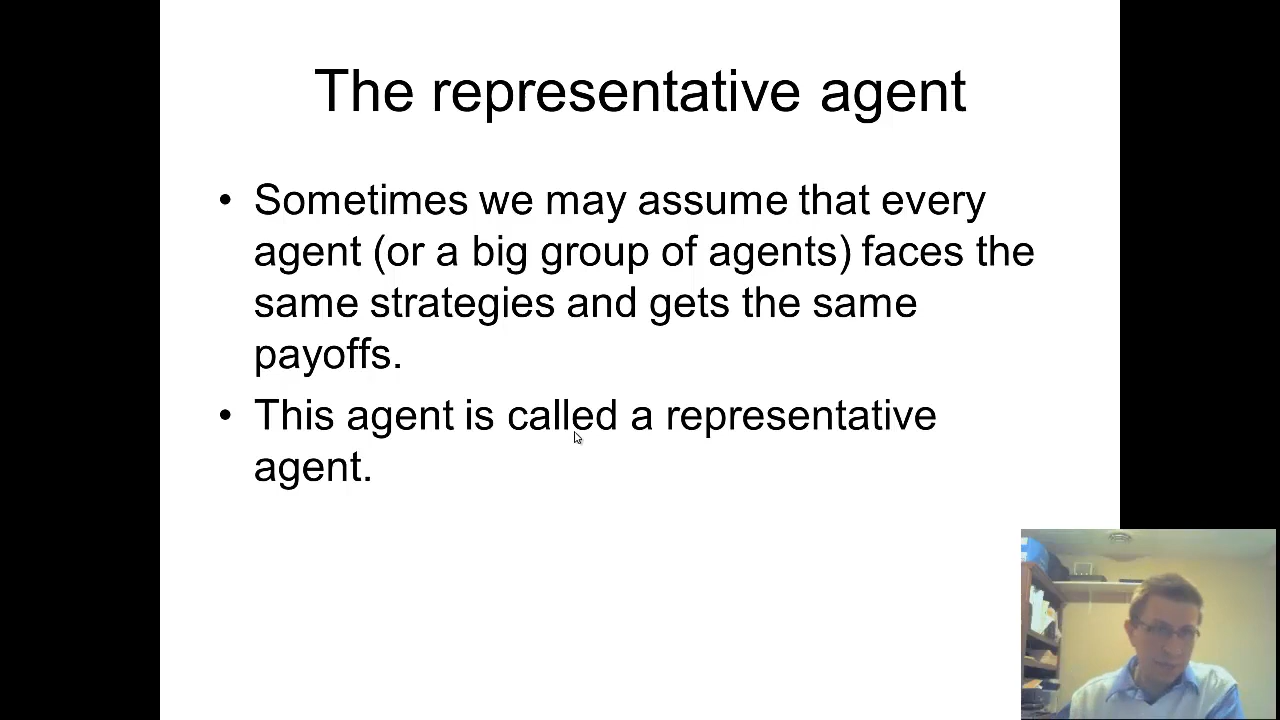 The representative agent
• Sometimes we may assume that every
agent (or a big group of agents) faces the
same strategies and gets the same
payoffs.
• This agent is called a representative
agent.